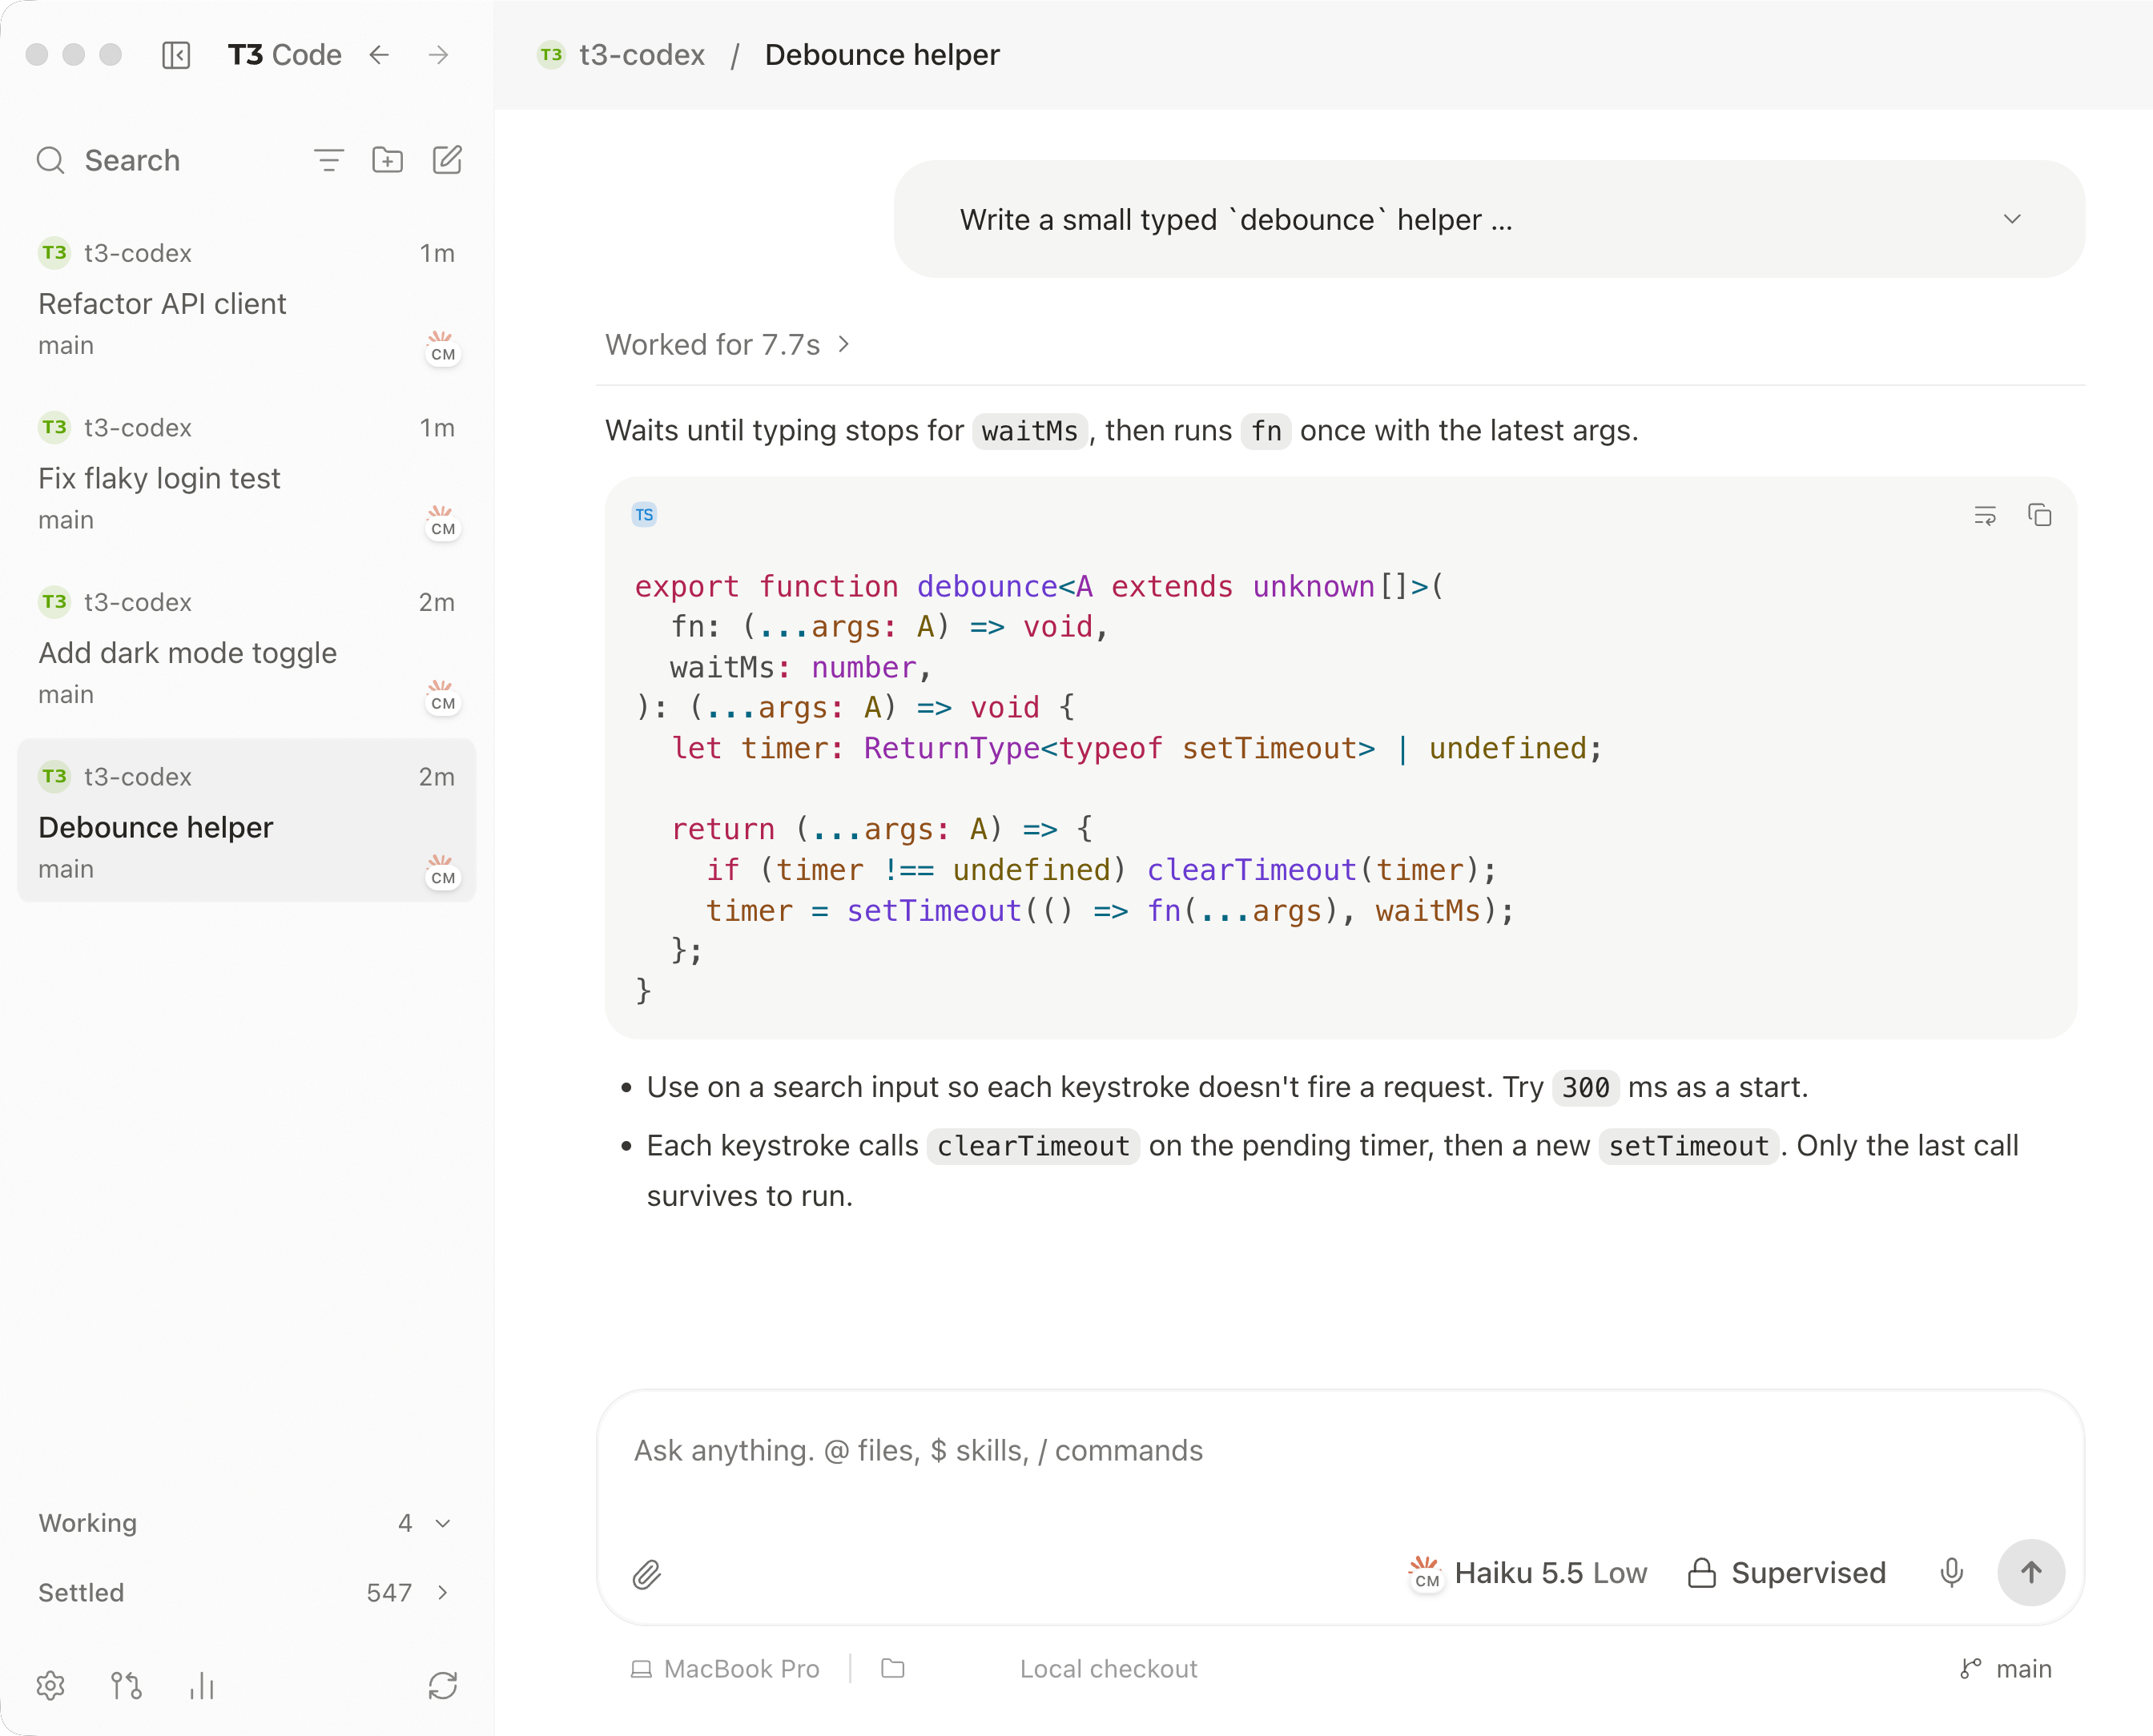 T3 Code
Search
T3 t3-codex 1m
Refactor API client
main
CM
T3 t3-codex 1m
Fix flaky login test
main
CM
T3 t3-codex 2m
Add dark mode toggle
main
CM
T3 t3-codex 2m
Debounce helper
main
CM
Working 4
Settled 547
T3 t3-codex / Debounce helper
Write a small typed `debounce` helper ...
Worked for 7.7s
Waits until typing stops for waitMs, then runs fn once with the latest args.
TS
export function debounce<A extends unknown[]>(
  fn: (...args: A) => void,
  waitMs: number,
): (...args: A) => void {
  let timer: ReturnType<typeof setTimeout> | undefined;
  return (...args: A) => {
    if (timer !== undefined) clearTimeout(timer);
    timer = setTimeout(() => fn(...args), waitMs);
  };
}
• Use on a search input so each keystroke doesn't fire a request. Try 300 ms as a start.
• Each keystroke calls clearTimeout on the pending timer, then a new setTimeout. Only the last call
survives to run.
Ask anything. @ files, $ skills, / commands
CM Haiku 5.5 Low Supervised
MacBook Pro Local checkout main